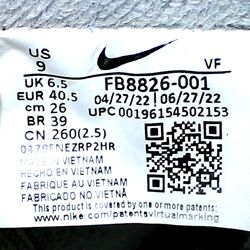 US
9
VF
UK 6.5
EUR 40.5
cm 26
BR 39
CN 260(2.5)
FB8826-001
04/27/22 06/27/22
UPC 00196154502153
MADE IN VIETNAM
HECHO EN VIETNAM
FABRIQUE AU VIETNAM
FABRICADO NO VIETNAM
This product is covered by one or more patents
www.nike.com/patentsvirtualmarking